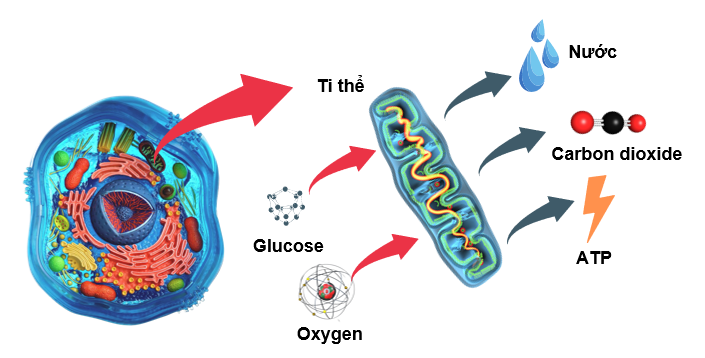 Nước
Ti thể
Carbon dioxide
Glucose
ATP
Oxygen